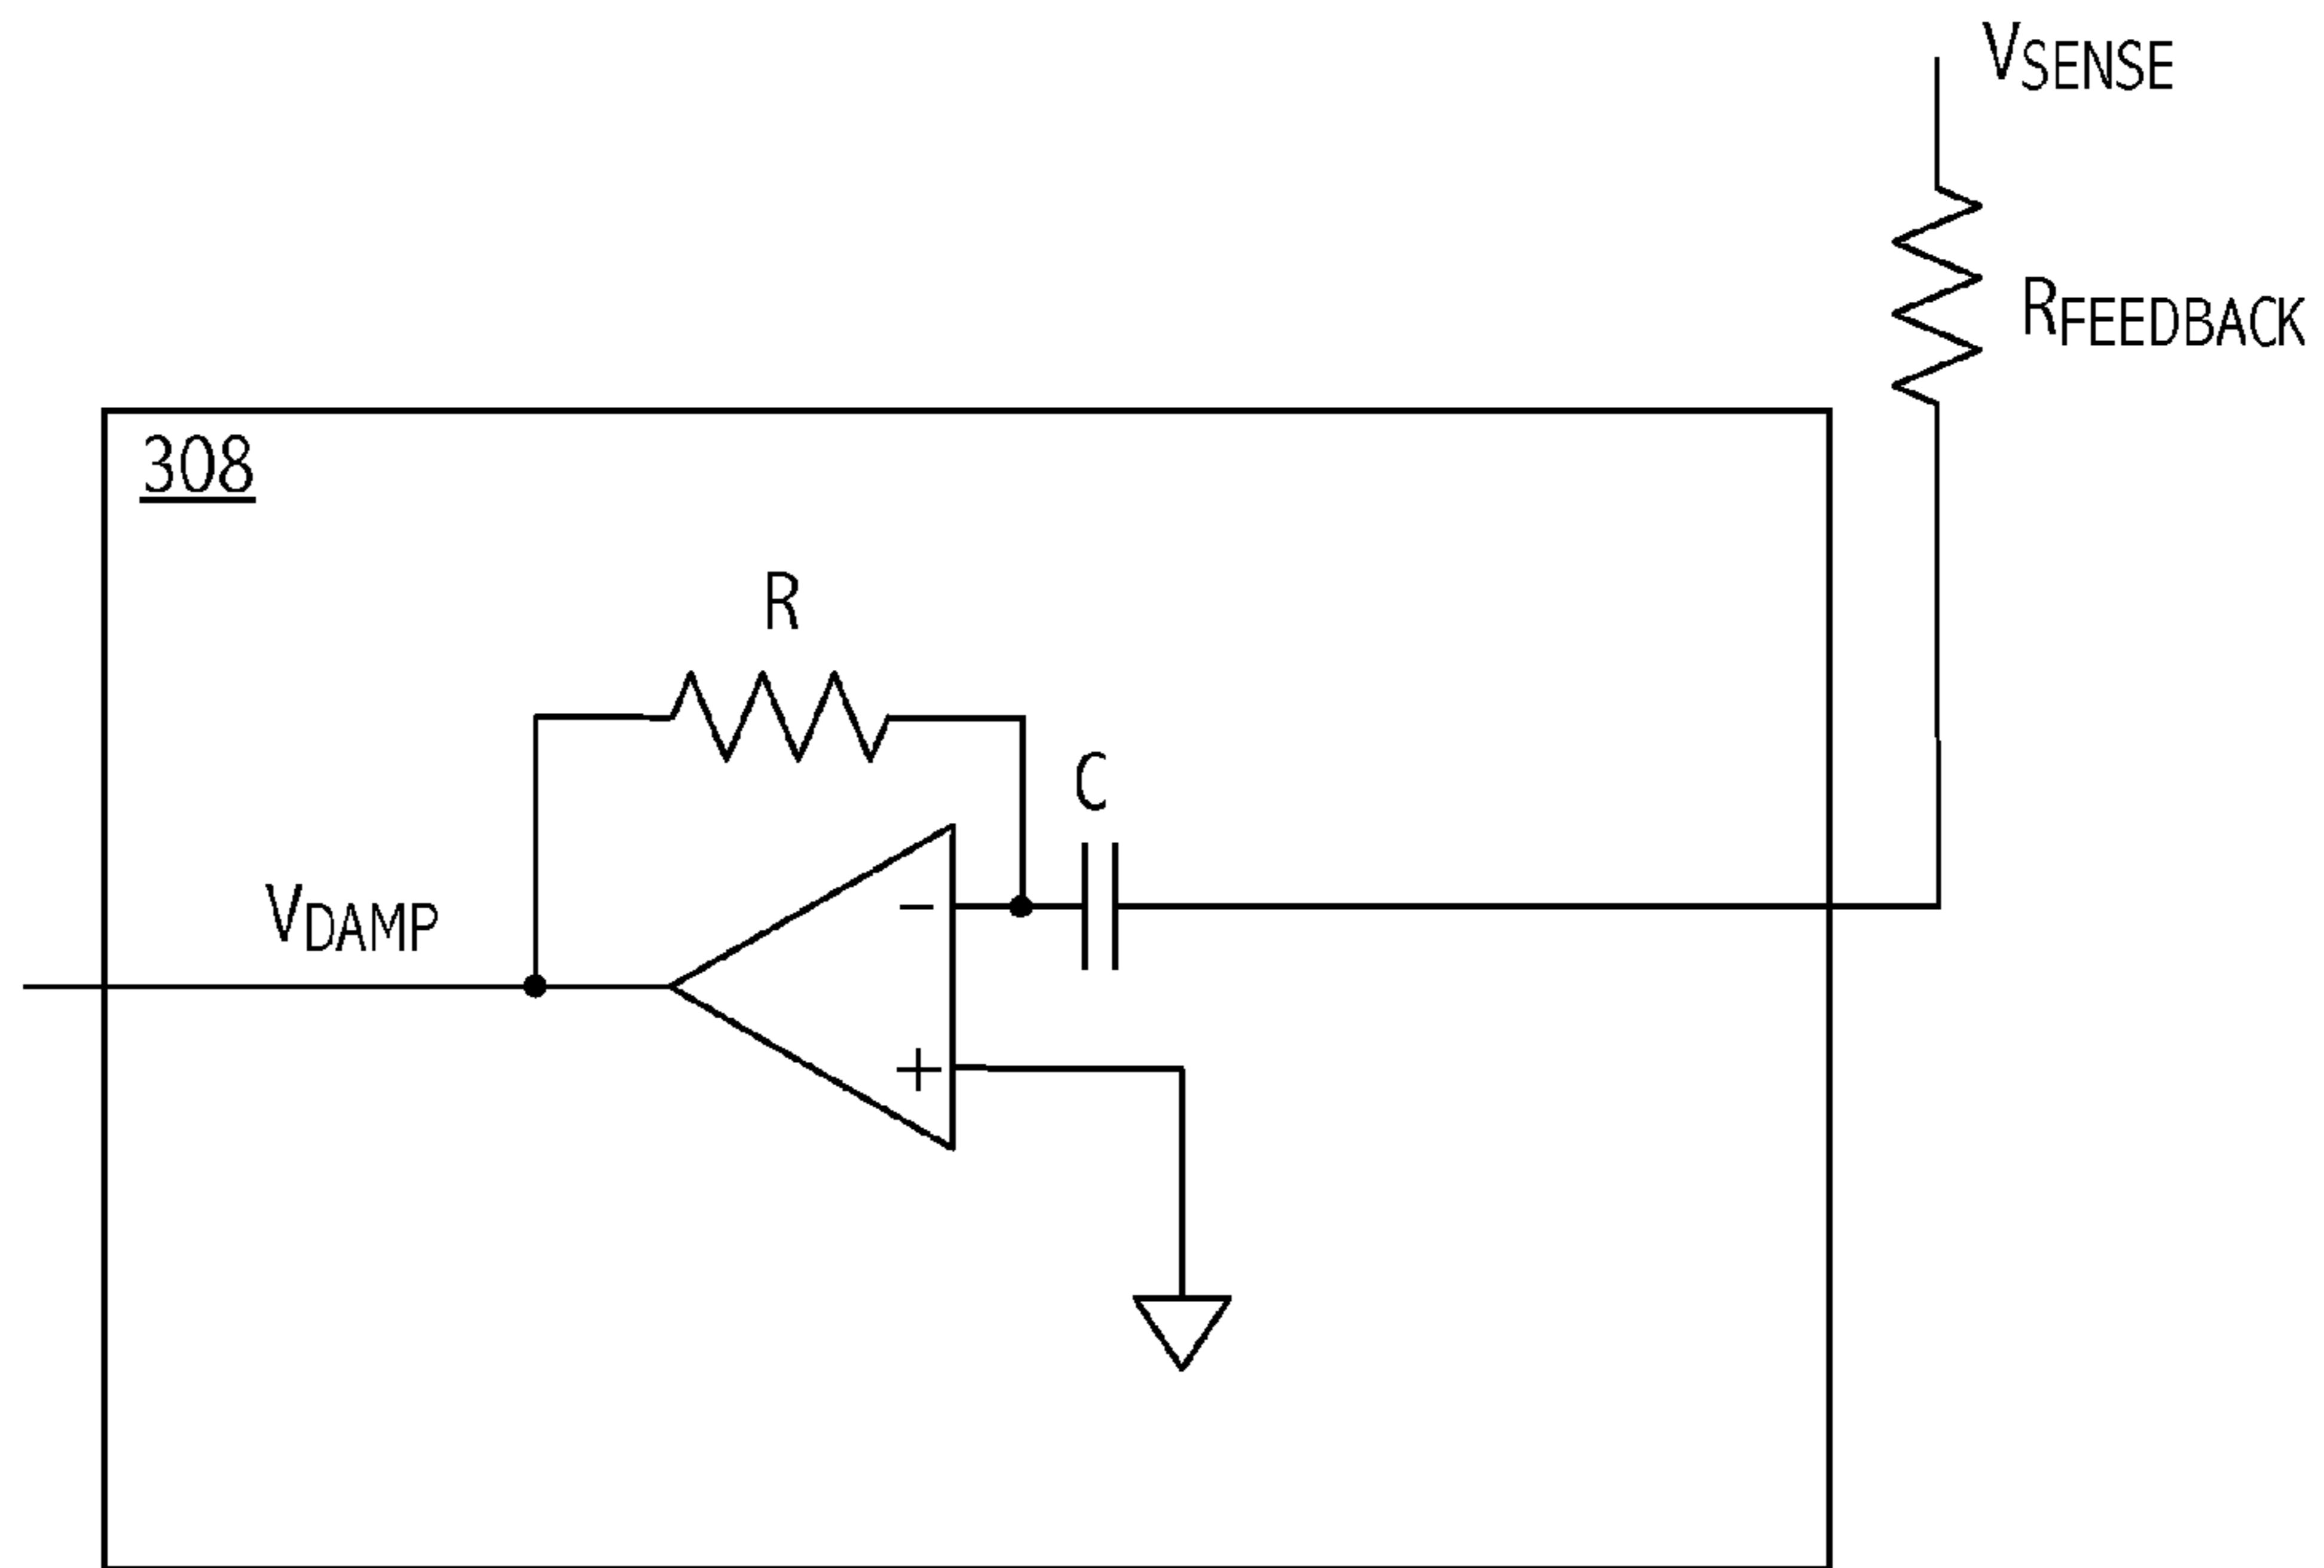 VSENSE
RFEEDBACK
308
R
C
VDAMP
−
+